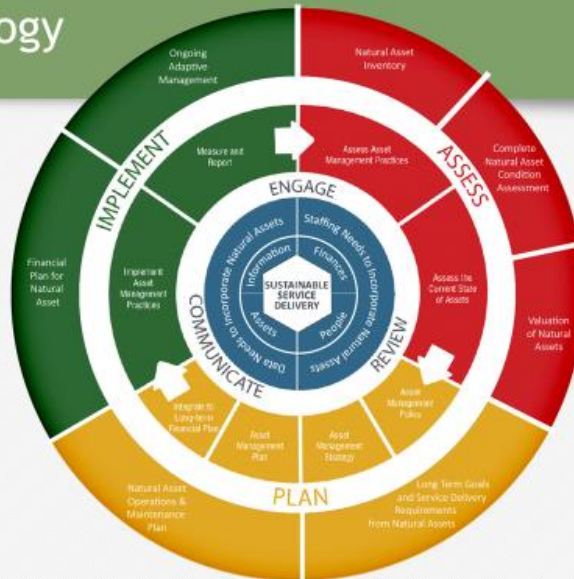 ogy
Ongoing
Adaptive
Management
Natural Asset
Inventory
Complete
Natural Asset
Condition
Assessment
Valuation
of Natural
Assets
Long Term Goals
and Service Delivery
Requirements
from Natural Assets
Natural Asset
Operations &
Maintenance
Plan
Financial
Plan for
Natural
Asset
IMPLEMENT
ASSESS
PLAN
Measure and
Report
Assess Asset
Management Practices
Assess the
Current State
of Assets
Asset
Management
Policy
Asset
Management
Strategy
Asset
Management
Plan
Integrate to
Long-term
Financial Plan
Implement
Asset
Management
Practices
ENGAGE
REVIEW
COMMUNICATE
Data Needs to Incorporate Natural Assets
Staffing Needs to Incorporate Natural Assets
Information
Finances
Assets
People
SUSTAINABLE
SERVICE
DELIVERY